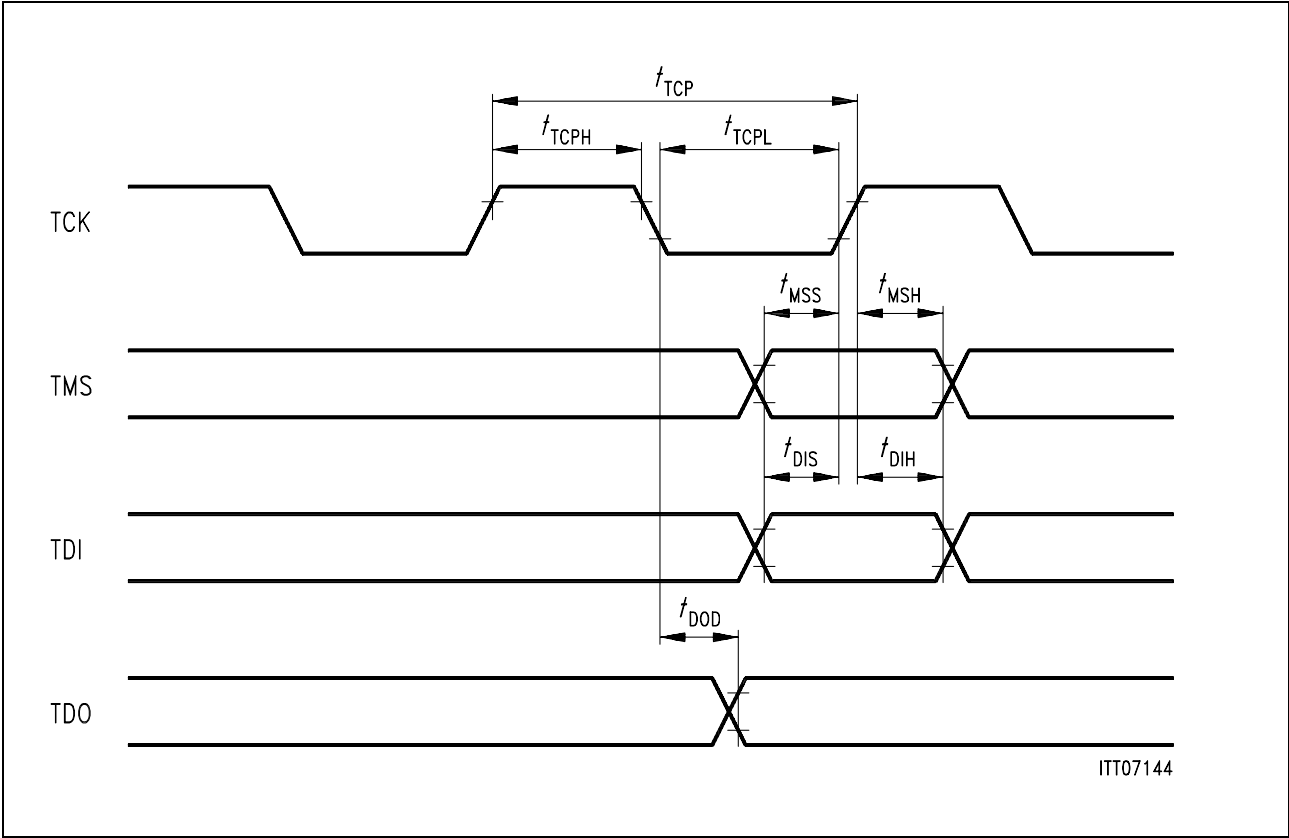 tTCP
tTCPH tTCPL
TCK
tMSS tMSH
TMS
tDIS tDIH
TDI
tDOD
TDO
ITT07144